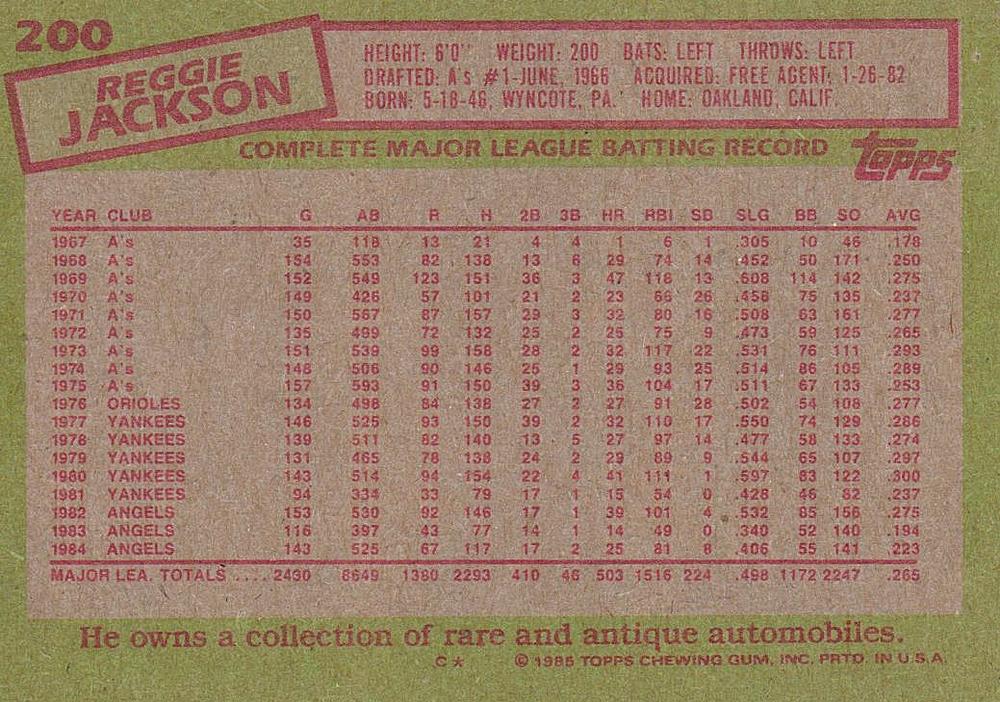 200
REGGIE
JACKSON
HEIGHT: 6'0" WEIGHT: 200 BATS: LEFT THROWS: LEFT
DRAFTED: A's #1-JUNE, 1966 ACQUIRED: FREE AGENT, 1-26-82
BORN: 5-18-46, WYNCOTE, PA. HOME: OAKLAND, CALIF.
COMPLETE MAJOR LEAGUE BATTING RECORD
topps
YEAR CLUB G AB R H 2B 3B HR RBI SB SLG BB SO AVG
1967 A's 35 118 13 21 4 4 1 6 1 .305 10 46 .178
1968 A's 154 553 82 138 13 6 29 74 14 .452 50 171 .250
1969 A's 152 549 123 151 36 3 47 118 13 .608 114 142 .275
1970 A's 149 426 57 101 21 2 23 66 26 .458 75 135 .237
1971 A's 150 567 87 157 29 3 32 80 16 .508 63 161 .277
1972 A's 135 499 72 132 25 2 25 75 9 .473 59 125 .265
1973 A's 151 539 99 158 28 2 32 117 22 .531 76 111 .293
1974 A's 148 506 90 146 25 1 29 93 25 .514 86 105 .289
1975 A's 157 593 91 150 39 3 36 104 17 .511 67 133 .253
1976 ORIOLES 134 498 84 138 27 2 27 91 28 .502 54 108 .277
1977 YANKEES 146 525 93 150 39 2 32 110 17 .550 74 129 .286
1978 YANKEES 139 511 82 140 13 5 27 97 14 .477 58 133 .274
1979 YANKEES 131 465 78 138 24 2 29 89 9 .544 65 107 .297
1980 YANKEES 143 514 94 154 22 4 41 111 1 .597 83 122 .300
1981 YANKEES 94 334 33 79 17 1 15 54 0 .428 46 82 .237
1982 ANGELS 153 530 92 146 17 1 39 101 4 .532 85 156 .275
1983 ANGELS 116 397 43 77 14 1 14 49 0 .340 52 140 .194
1984 ANGELS 143 525 67 117 17 2 25 81 8 .406 55 141 .223
MAJOR LEA. TOTALS .... 2430 8649 1380 2293 410 46 503 1516 224 .498 1172 2247 .265
He owns a collection of rare and antique automobiles.
C★ © 1985 TOPPS CHEWING GUM, INC. PRTD. IN U.S.A.